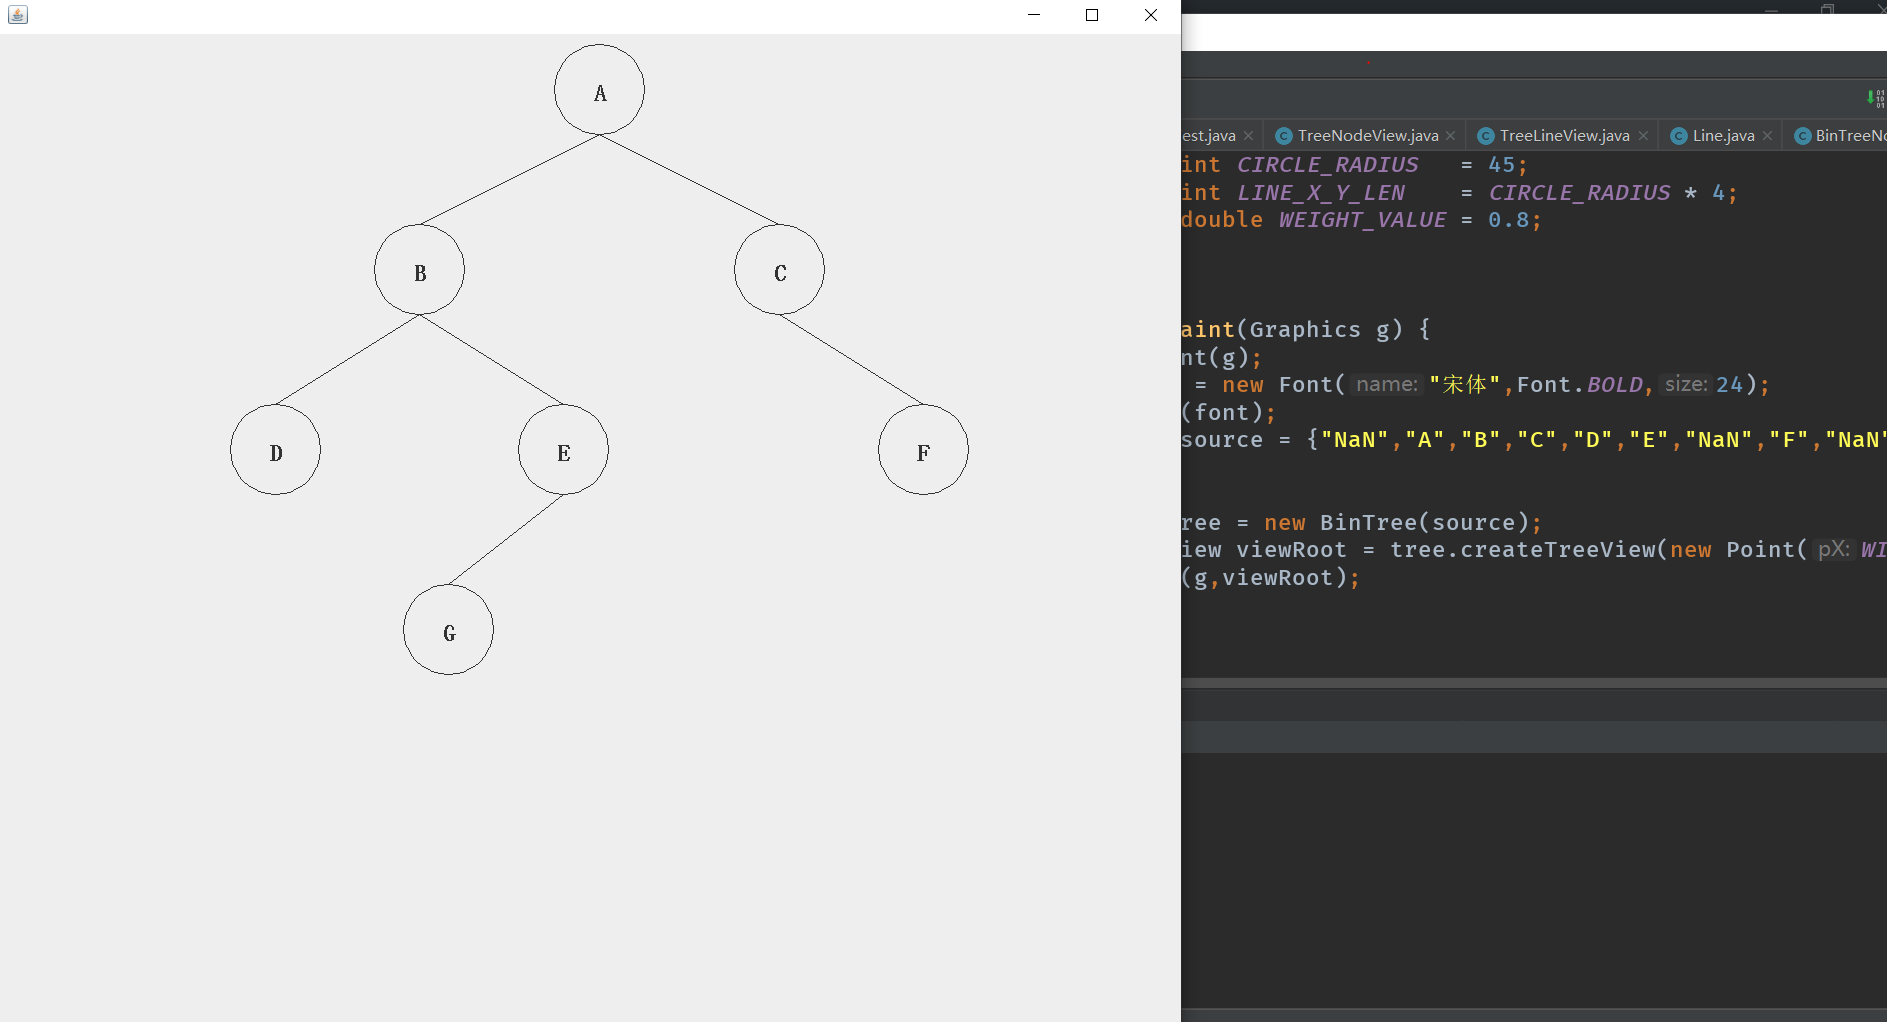 A
B
C
D
E
F
G
est.java
TreeNodeView.java
TreeLineView.java
Line.java
BinTreeNo
int CIRCLE_RADIUS = 45;
int LINE_X_Y_LEN = CIRCLE_RADIUS * 4;
double WEIGHT_VALUE = 0.8;
aint(Graphics g) {
nt(g);
= new Font( name: "宋体",Font.BOLD, size: 24);
(font);
source = {"NaN","A","B","C","D","E","NaN","F","NaN"
ree = new BinTree(source);
iew viewRoot = tree.createTreeView(new Point( pX: WI
(g,viewRoot);